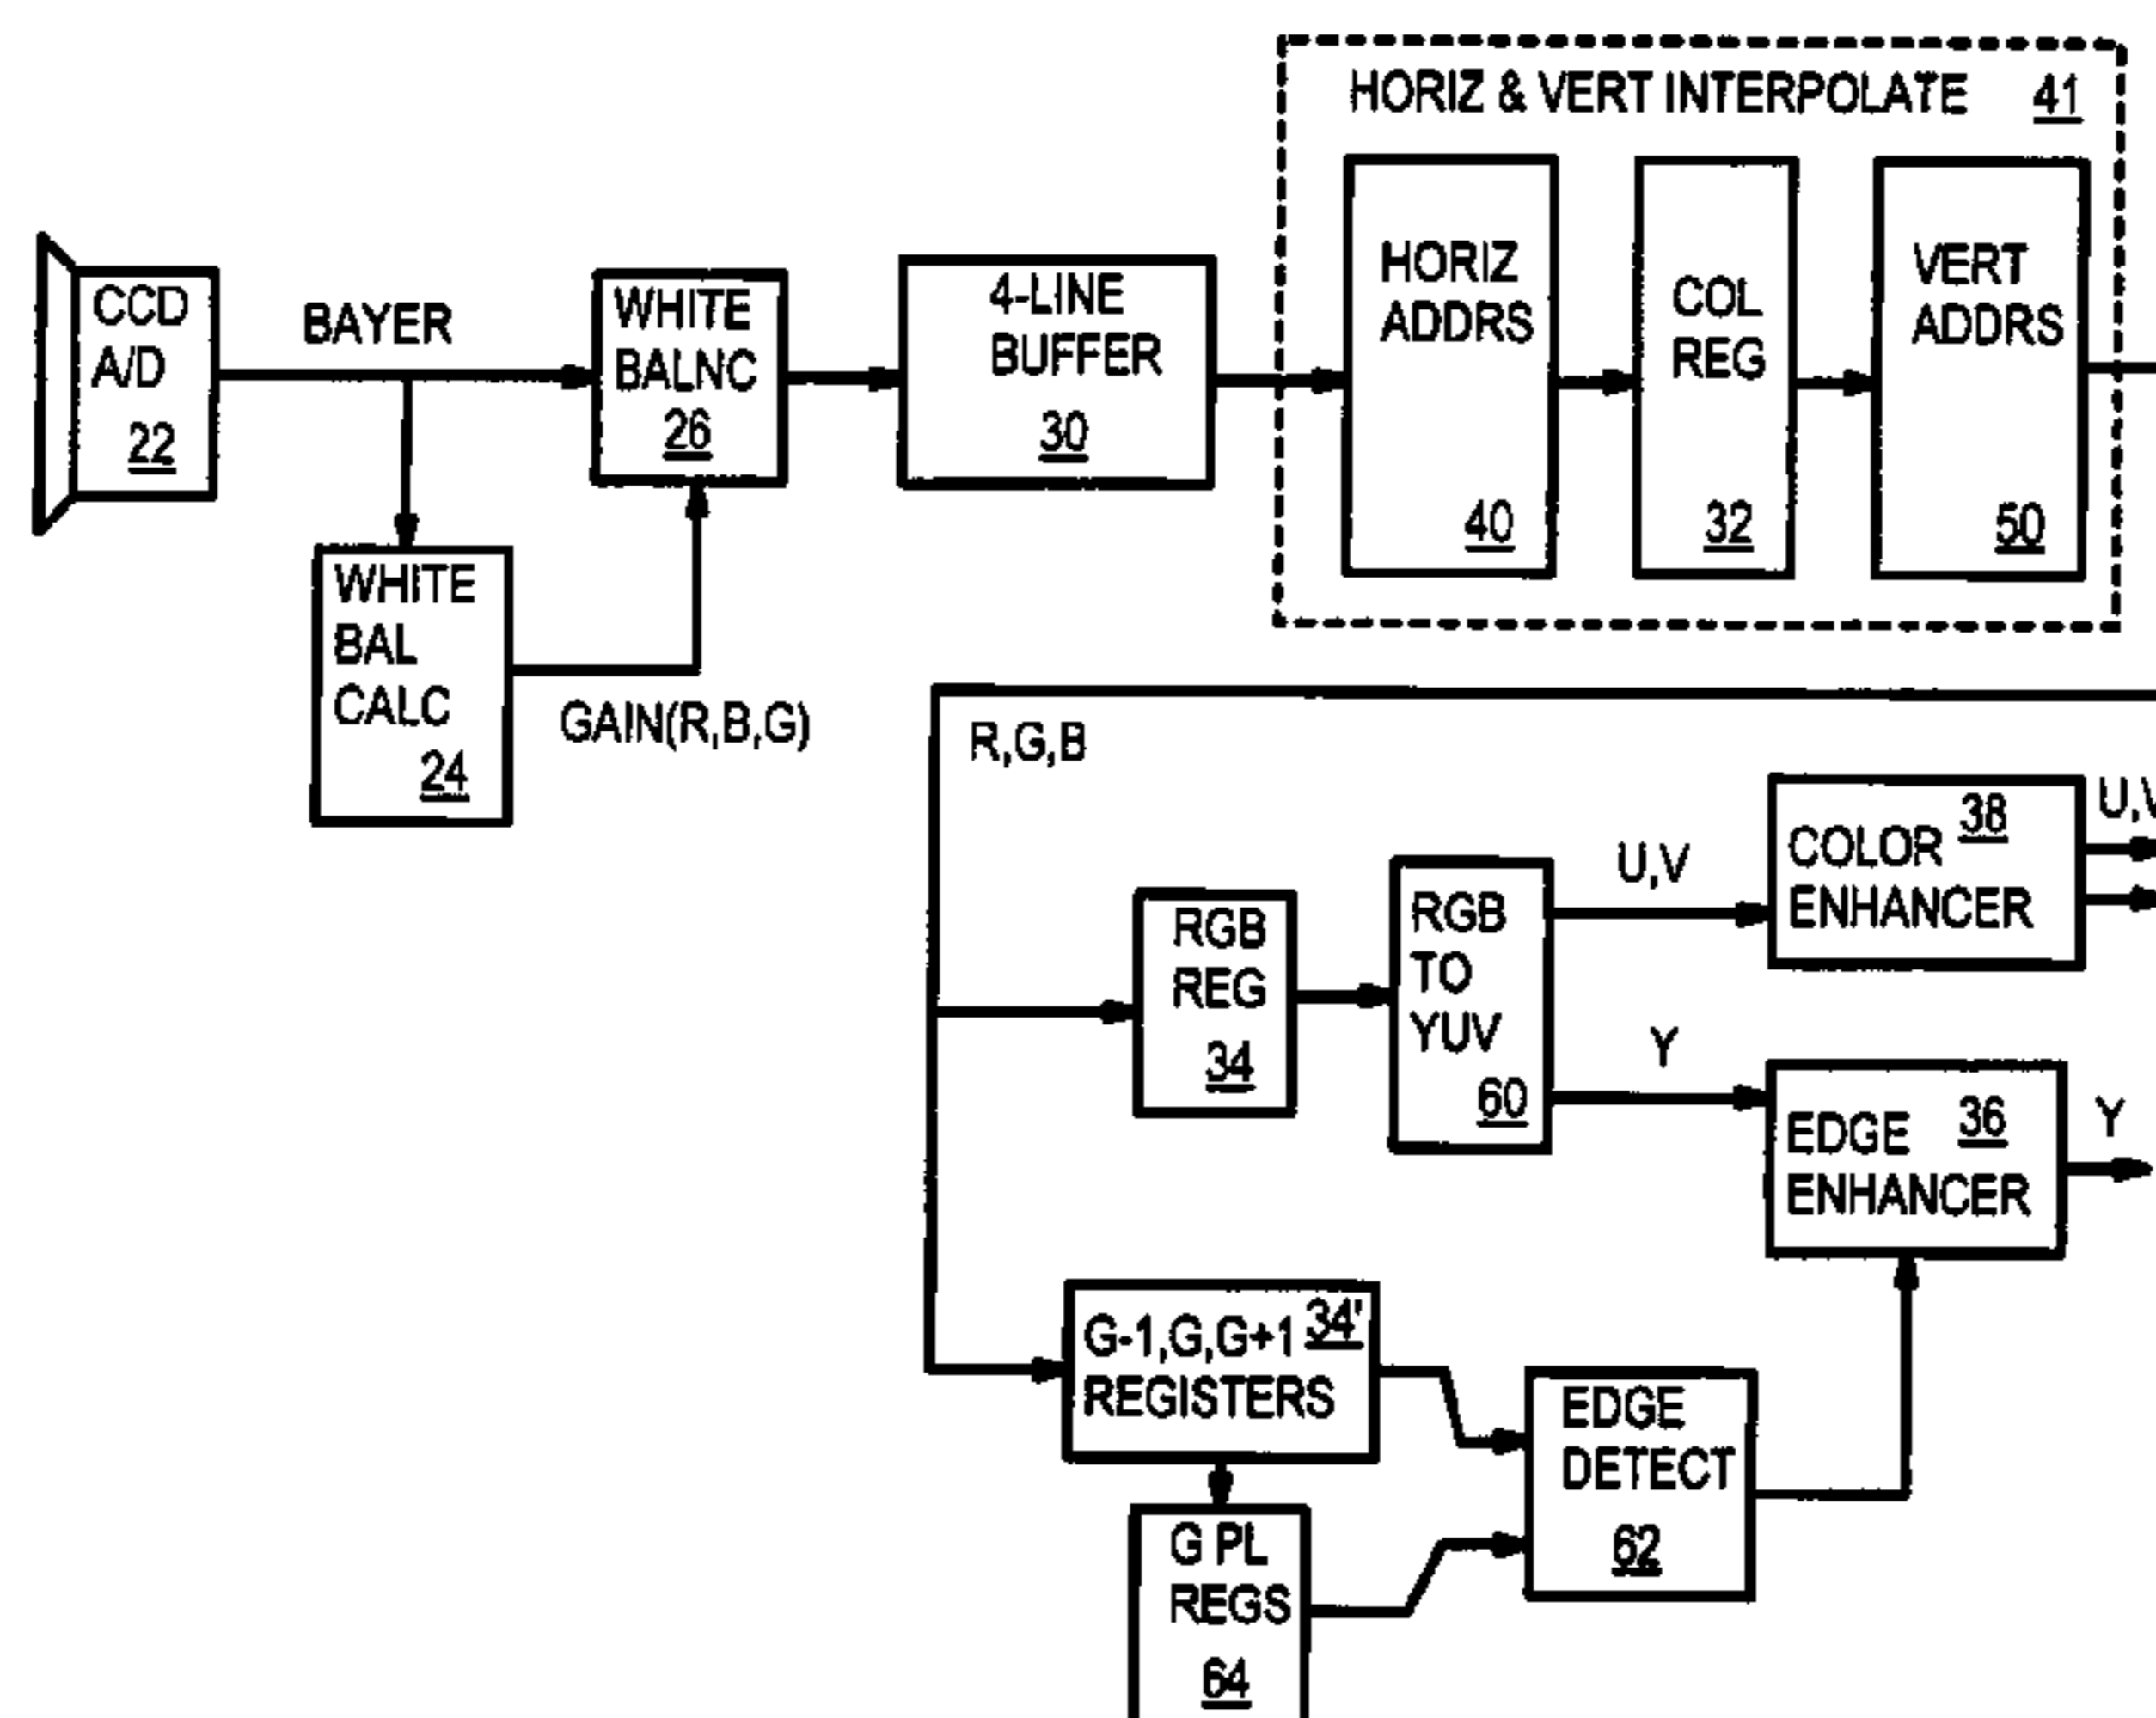 HORIZ & VERT INTERPOLATE 41
CCD
A/D
22
BAYER
WHITE
BALNC
26
4-LINE
BUFFER
30
HORIZ
ADDRS
40
COL
REG
32
VERT
ADDRS
50
WHITE
BAL
CALC
24
GAIN(R,B,G)
R,G,B
RGB
REG
34
RGB
TO
YUV
60
U,V
Y
38
COLOR
ENHANCER
U,V
36
EDGE
ENHANCER
Y
G-1,G,G+1 34'
REGISTERS
G PL
REGS
64
EDGE
DETECT
62